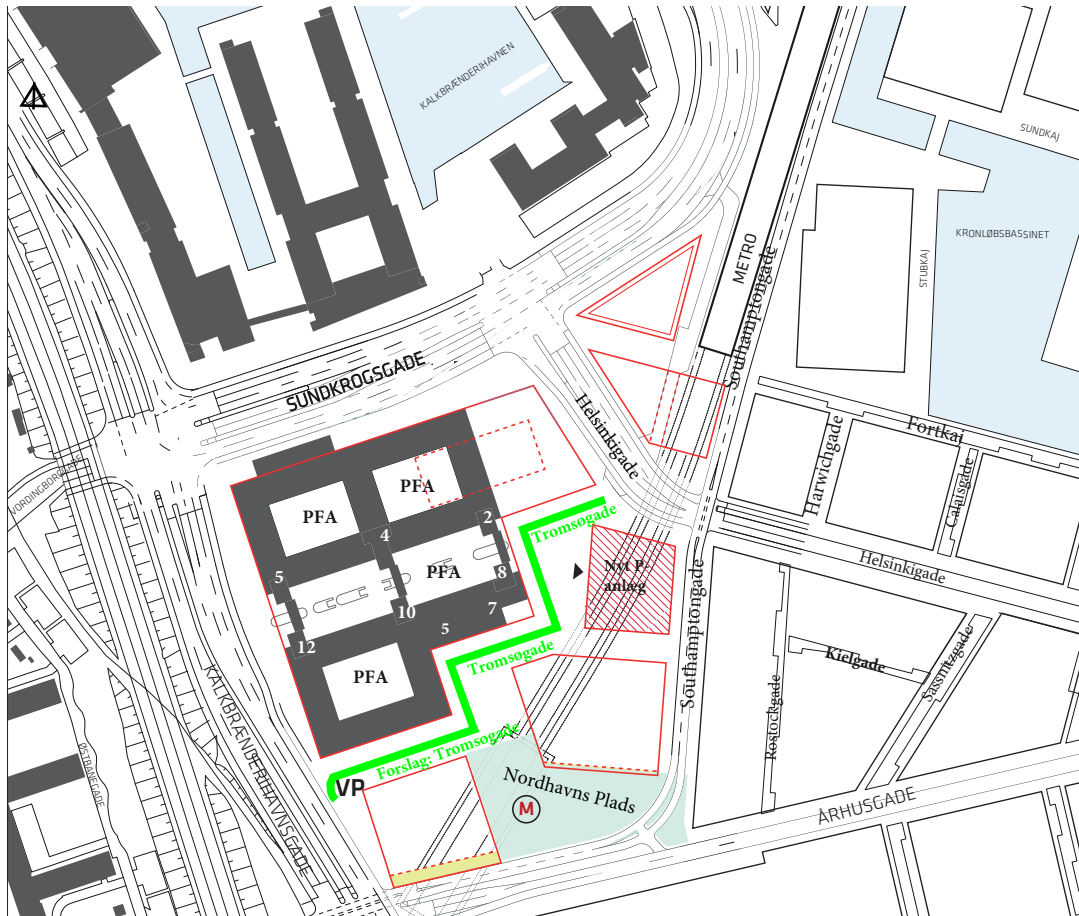 KALKBRÆNDERIHAVNEN
SUNDKAJ
KRONLØBSBASSINET
STUBKAJ
METRO
Southamptongade
SUNDKROGSGADE
Helsinkigade
Harwichgade
Fortkaj
Calaisgade
VORDINGBORGGADE
PFA
PFA
2
4
Tromsøgade
Helsinkigade
PFA
5
8
Nyt P-
anlæg
10
7
5
12
Southamptongade
Tromsøgade
Kielgade
Sassnitzgade
PFA
Rostockgade
KALKBRÆNDERIHAVNSGADE
ØSTBANEGADE
Forslag: Tromsøgade
VP
Nordhavns Plads
M
ÅRHUSGADE